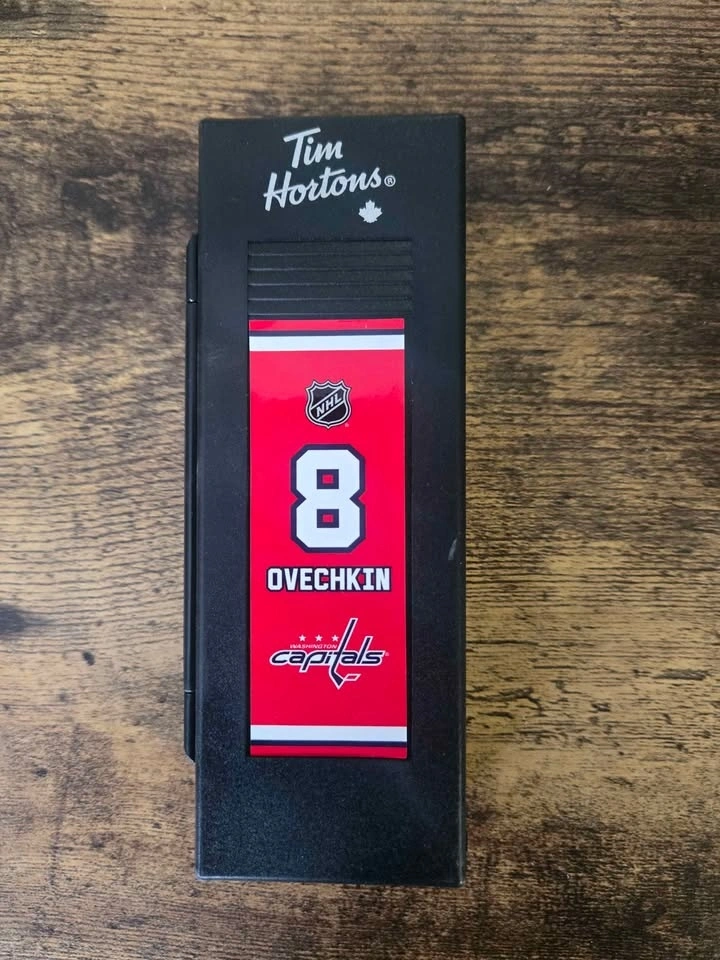 Tim
Hortons®
NHL
8
OVECHKIN
WASHINGTON
capitals